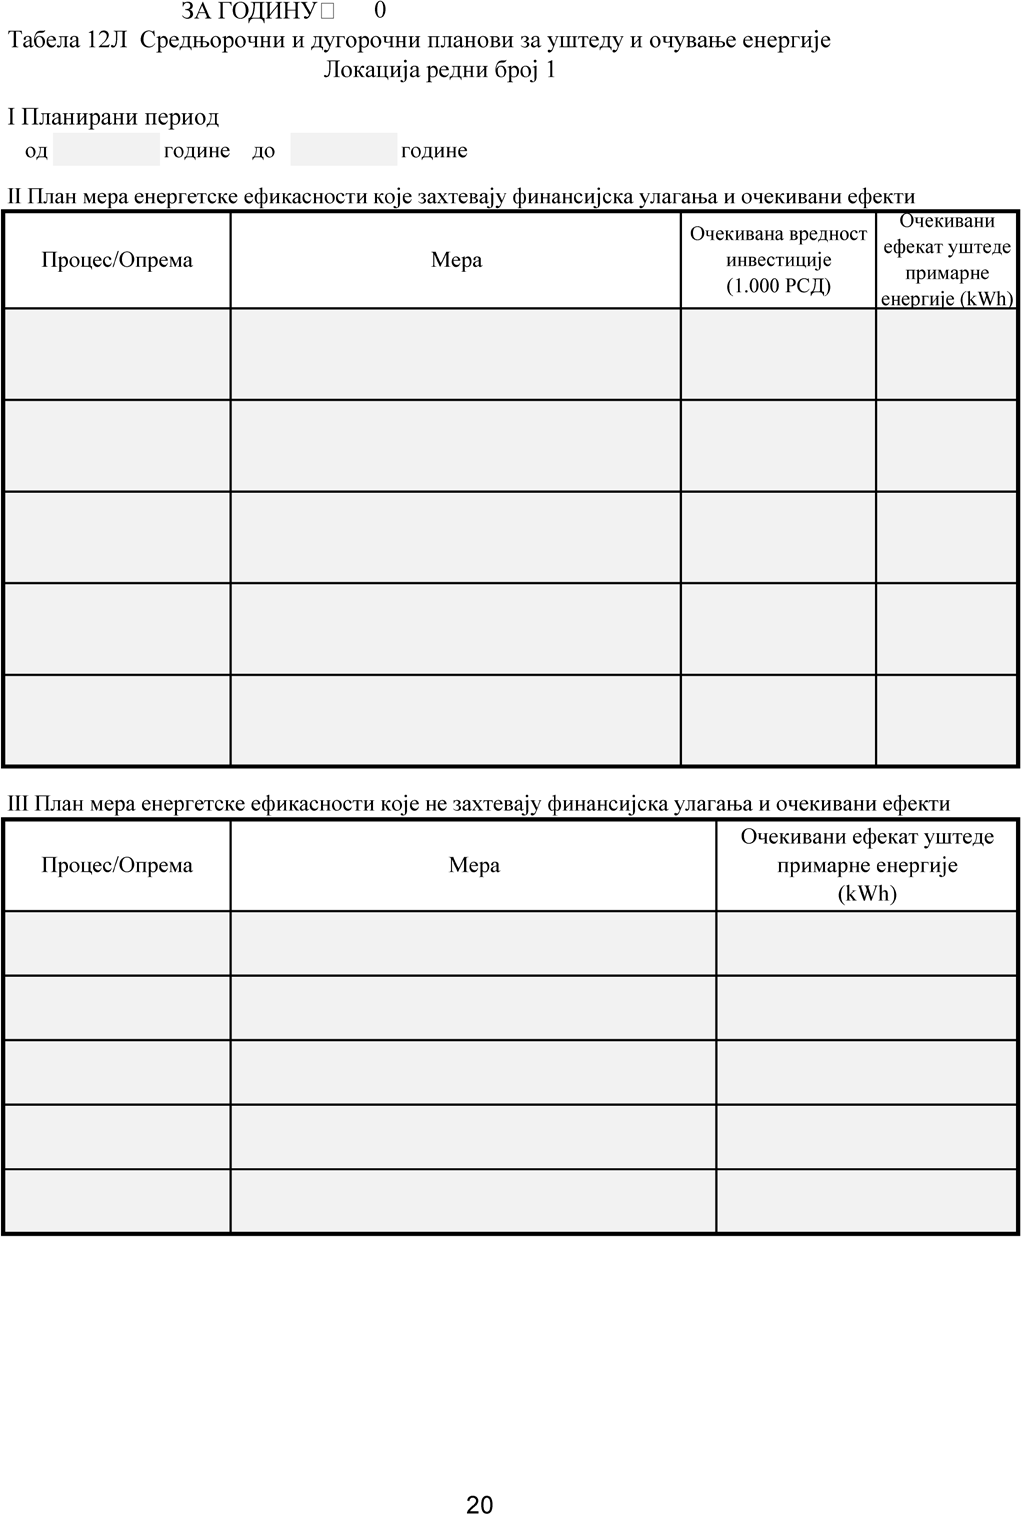 ЗА ГОДИНУ□ 0
Табела 12Л Средњорочни и дугорочни планови за уштеду и очување енергије
Локација редни број 1
I Планирани период
од године до године
II План мера енергетске ефикасности које захтевају финансијска улагања и очекивани ефекти
Процес/Опрема
Мера
Очекивана вредност
инвестиције
(1.000 РСД)
Очекивани
ефекат уштеде
примарне
енергије (kWh)
III План мера енергетске ефикасности које не захтевају финансијска улагања и очекивани ефекти
Процес/Опрема
Мера
Очекивани ефекат уштеде
примарне енергије
(kWh)
20